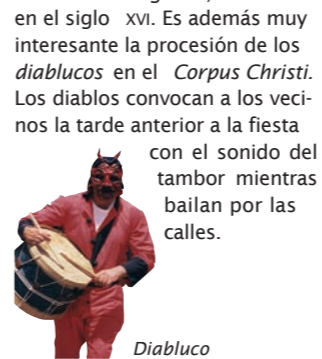 en el siglo XVI. Es además muy
interesante la procesión de los
diablucos en el Corpus Christi.
Los diablos convocan a los veci-
nos la tarde anterior a la fiesta
con el sonido del
tambor mientras
bailan por las
calles.
Diabluco